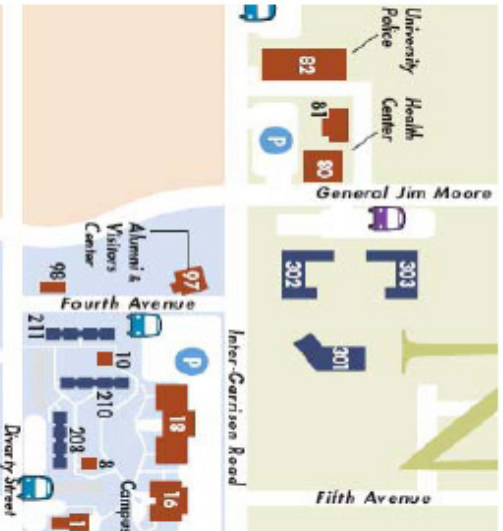 University
Police
82
Health
Center
81
P
80
General Jim Moore
Alumni &
Visitors
Center
97
98
302
303
Fourth Avenue
211
301
P
10
Inter-Garrison Road
210
18
N
208
8
Campus
16
Fifth Avenue
Divarty Street
1